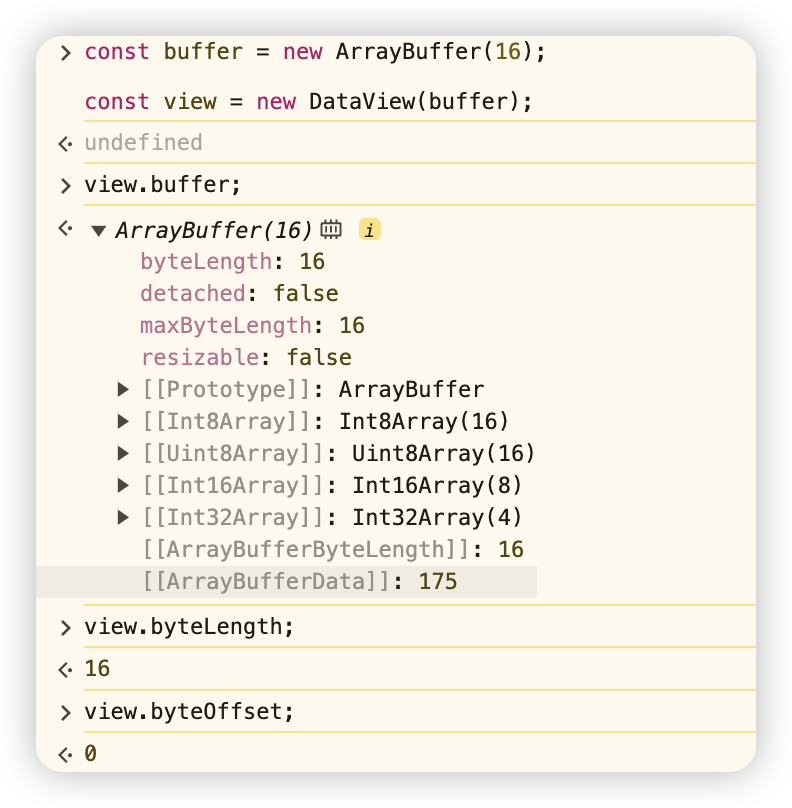 const buffer = new ArrayBuffer(16);
const view = new DataView(buffer);
undefined
view.buffer;
ArrayBuffer(16) i
byteLength: 16
detached: false
maxByteLength: 16
resizable: false
[[Prototype]]: ArrayBuffer
[[Int8Array]]: Int8Array(16)
[[Uint8Array]]: Uint8Array(16)
[[Int16Array]]: Int16Array(8)
[[Int32Array]]: Int32Array(4)
[[ArrayBufferByteLength]]: 16
[[ArrayBufferData]]: 175
view.byteLength;
16
view.byteOffset;
0